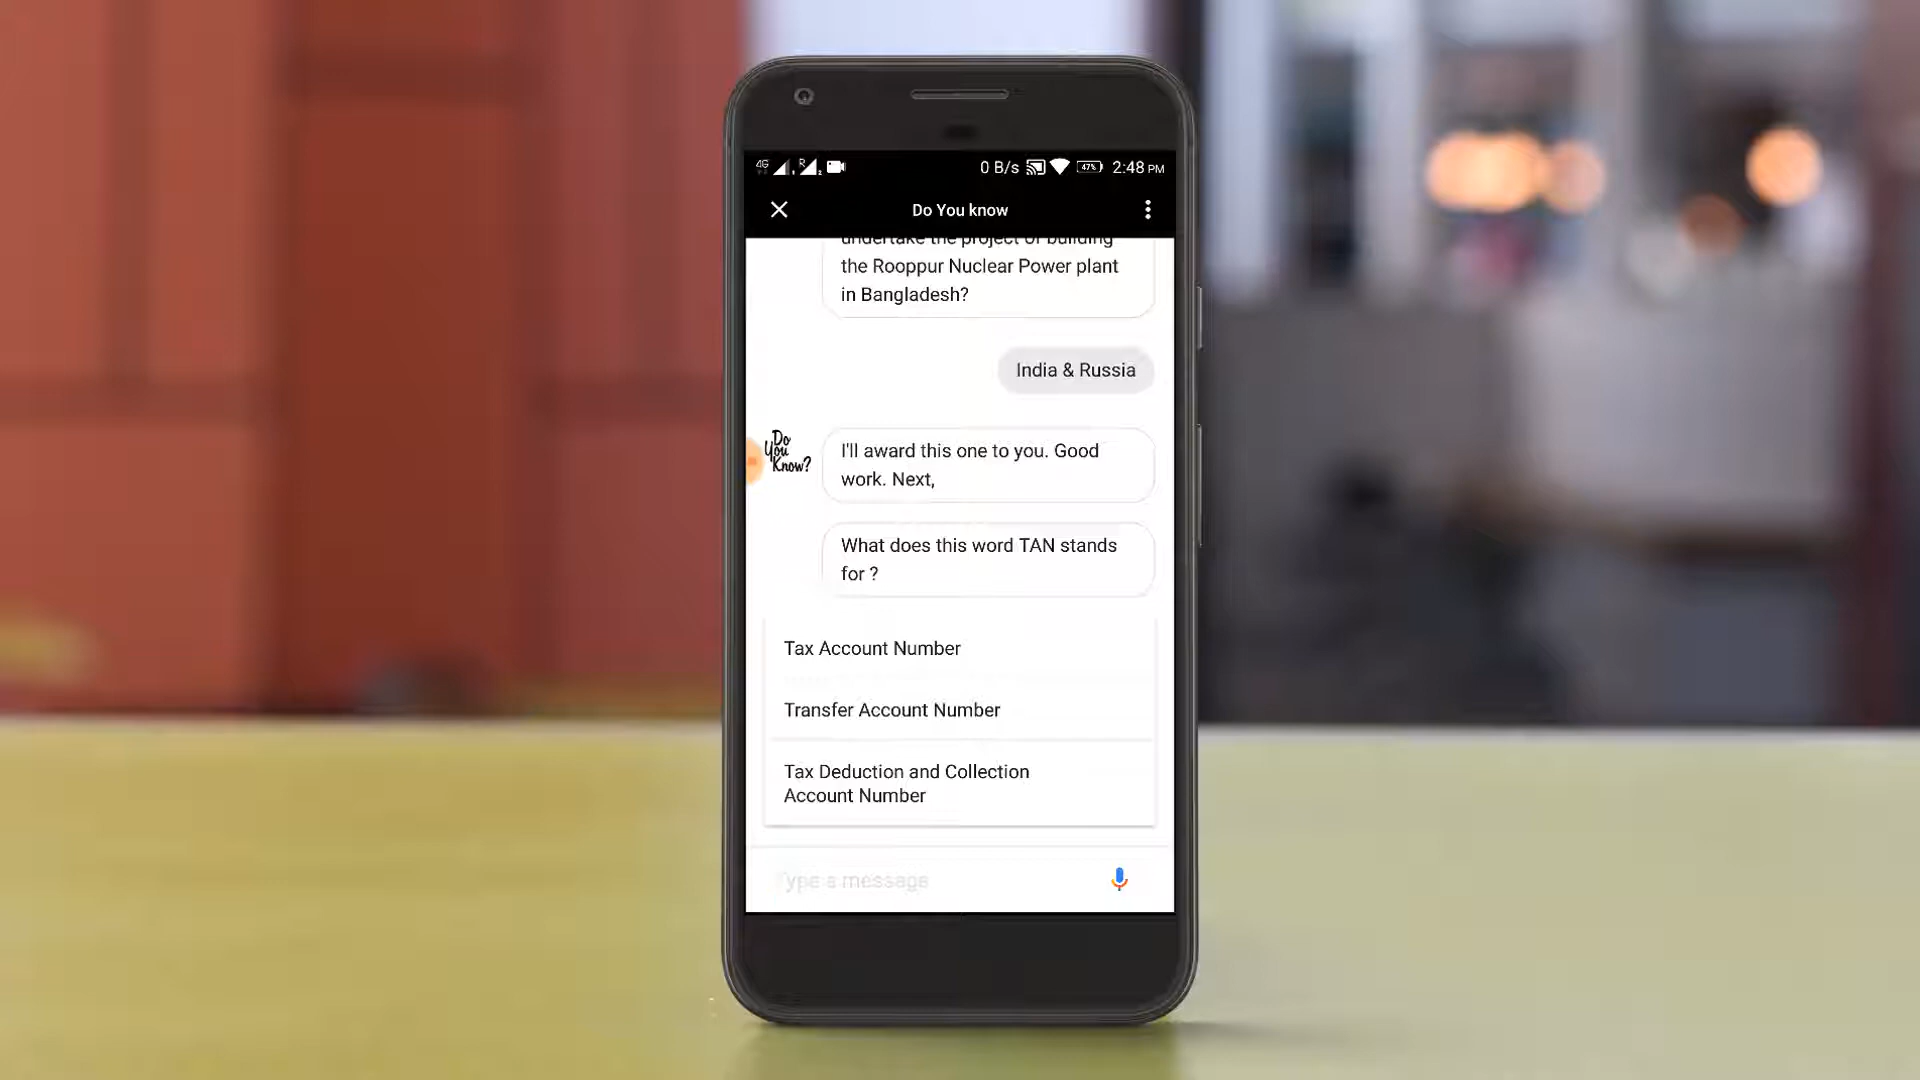 4G
R
0 B/s
47%
2:48 PM
Do You know
undertake the project of building
the Rooppur Nuclear Power plant
in Bangladesh?
India & Russia
Do
You
Know?
I'll award this one to you. Good
work. Next,
What does this word TAN stands
for ?
Tax Account Number
Transfer Account Number
Tax Deduction and Collection
Account Number
Type a message